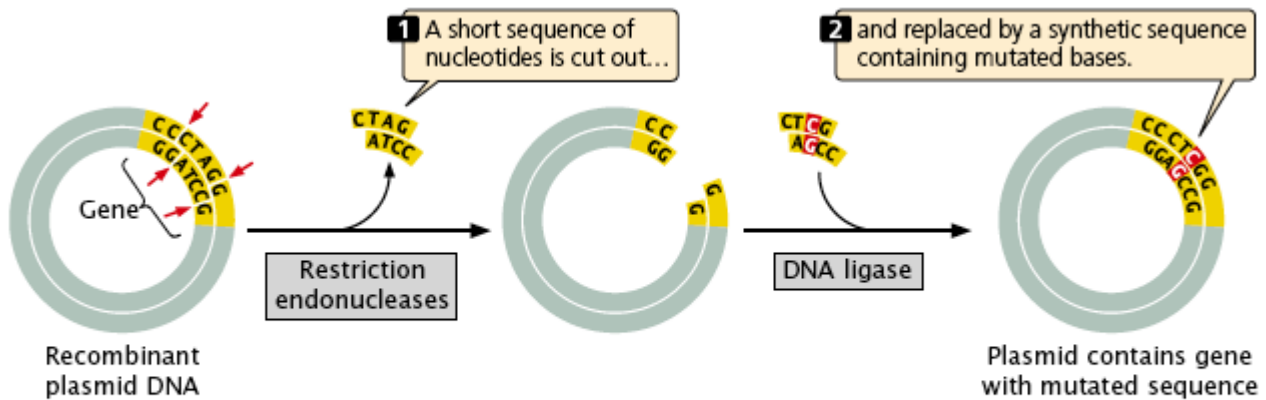 1 A short sequence of
nucleotides is cut out...
2 and replaced by a synthetic sequence
containing mutated bases.
CCCTAGG
GGATCCG
Gene
CTAG
ATCC
CC
GG
G
G
CTCG
AGCC
CCCTCGG
GGAGCCG
Restriction
endonucleases
DNA ligase
Recombinant
plasmid DNA
Plasmid contains gene
with mutated sequence